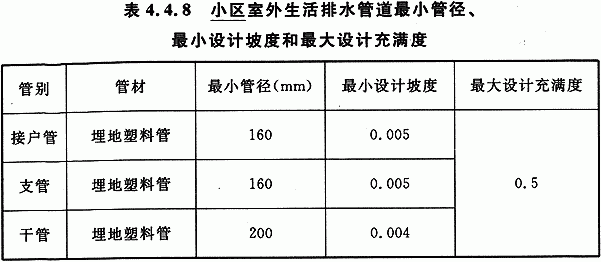 表 4.4.8 小区室外生活排水管道最小管径、
最小设计坡度和最大设计充满度
管别 管材 最小管径(mm) 最小设计坡度 最大设计充满度
接户管 埋地塑料管 160 0.005
支管 埋地塑料管 160 0.005 0.5
干管 埋地塑料管 200 0.004